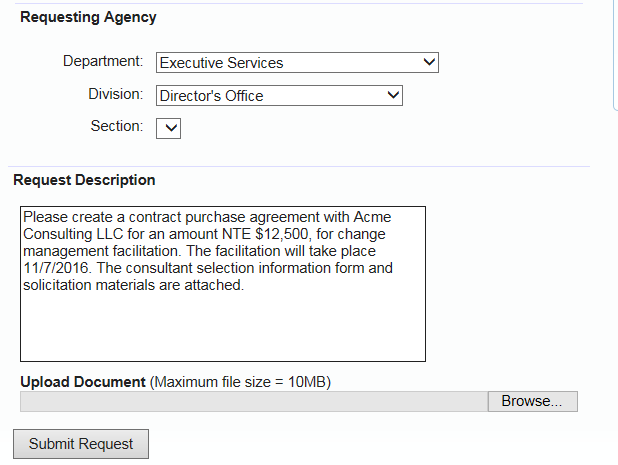 Requesting Agency
Department: Executive Services
Division: Director's Office
Section:
Request Description
Please create a contract purchase agreement with Acme
Consulting LLC for an amount NTE $12,500, for change
management facilitation. The facilitation will take place
11/7/2016. The consultant selection information form and
solicitation materials are attached.
Upload Document (Maximum file size = 10MB)
Browse...
Submit Request